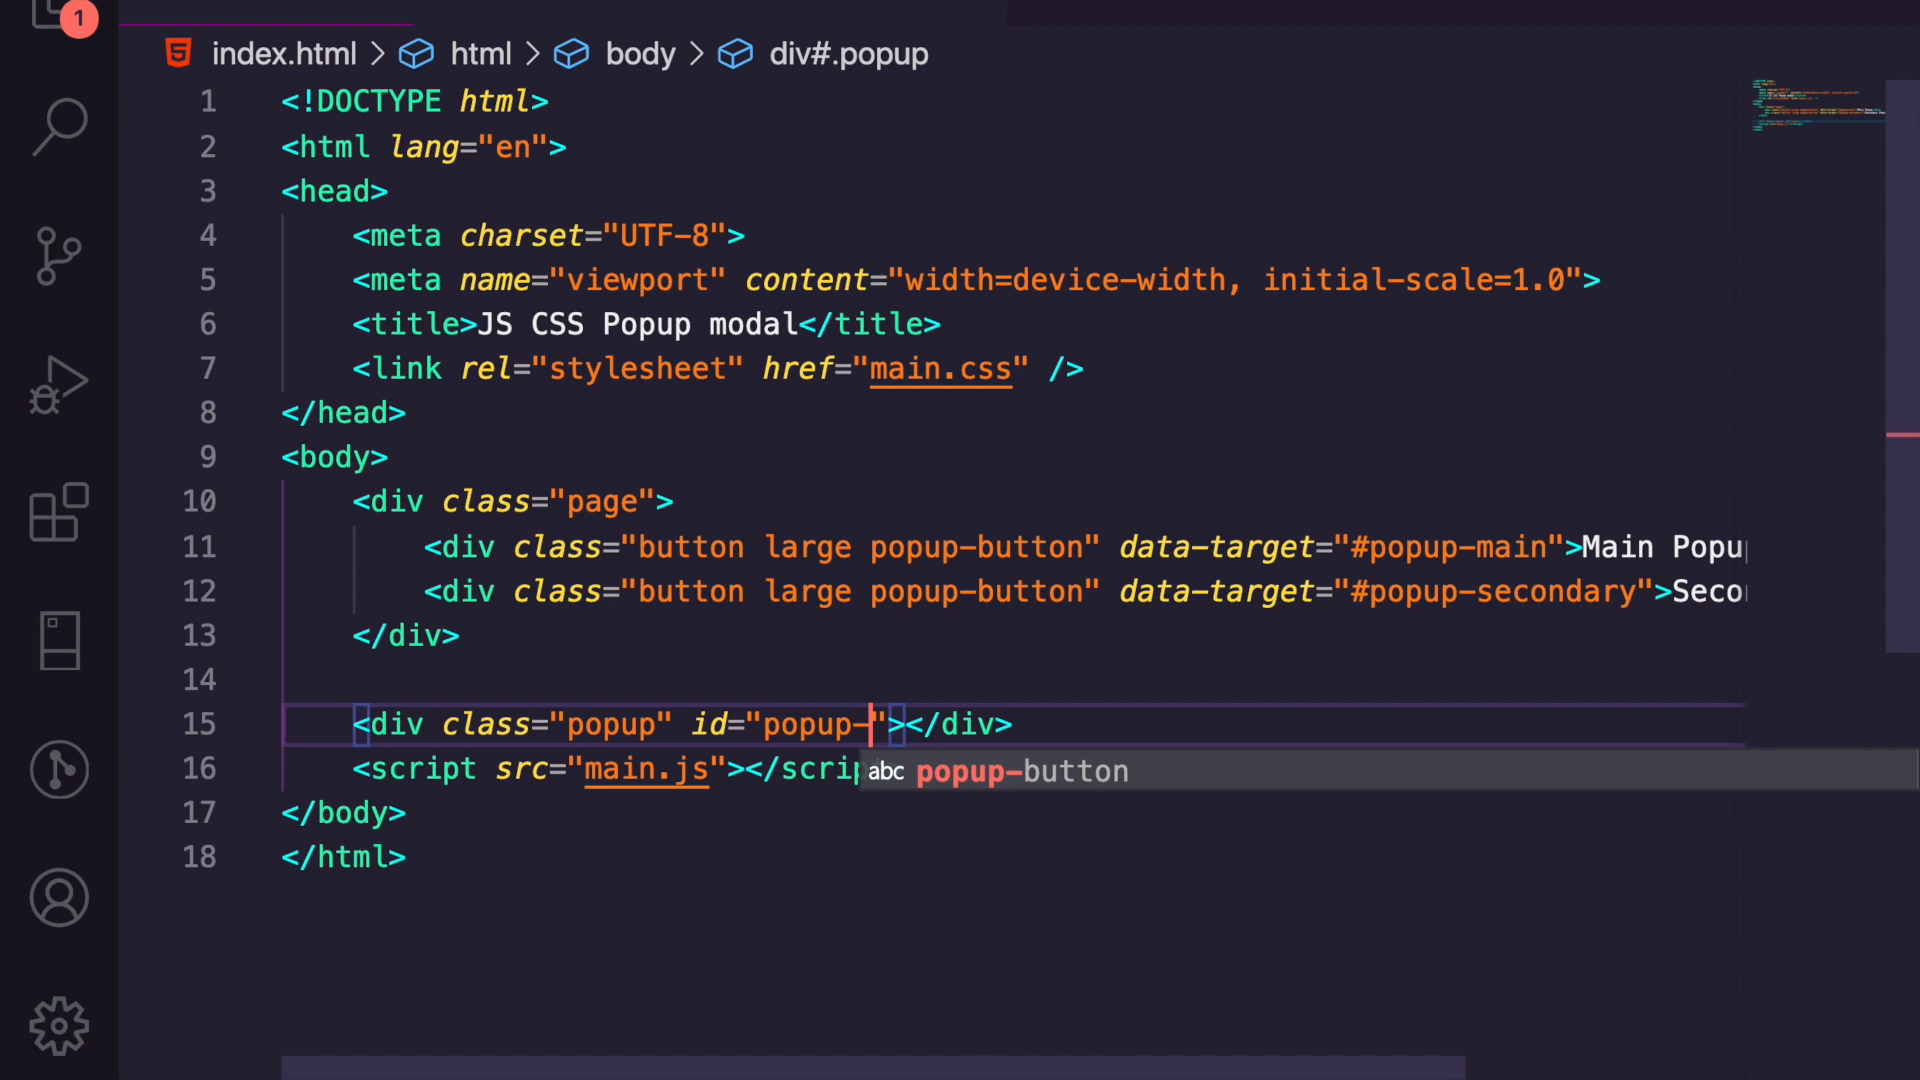 1
index.html > html > body > div#.popup
1 <!DOCTYPE html>
2 <html lang="en">
3 <head>
4 <meta charset="UTF-8">
5 <meta name="viewport" content="width=device-width, initial-scale=1.0">
6 <title>JS CSS Popup modal</title>
7 <link rel="stylesheet" href="main.css" />
8 </head>
9 <body>
10 <div class="page">
11 <div class="button large popup-button" data-target="#popup-main">Main Popu
12 <div class="button large popup-button" data-target="#popup-secondary">Seco
13 </div>
14
15 <div class="popup" id="popup-"></div>
16 <script src="main.js"></scrip
abc popup-button
17 </body>
18 </html>